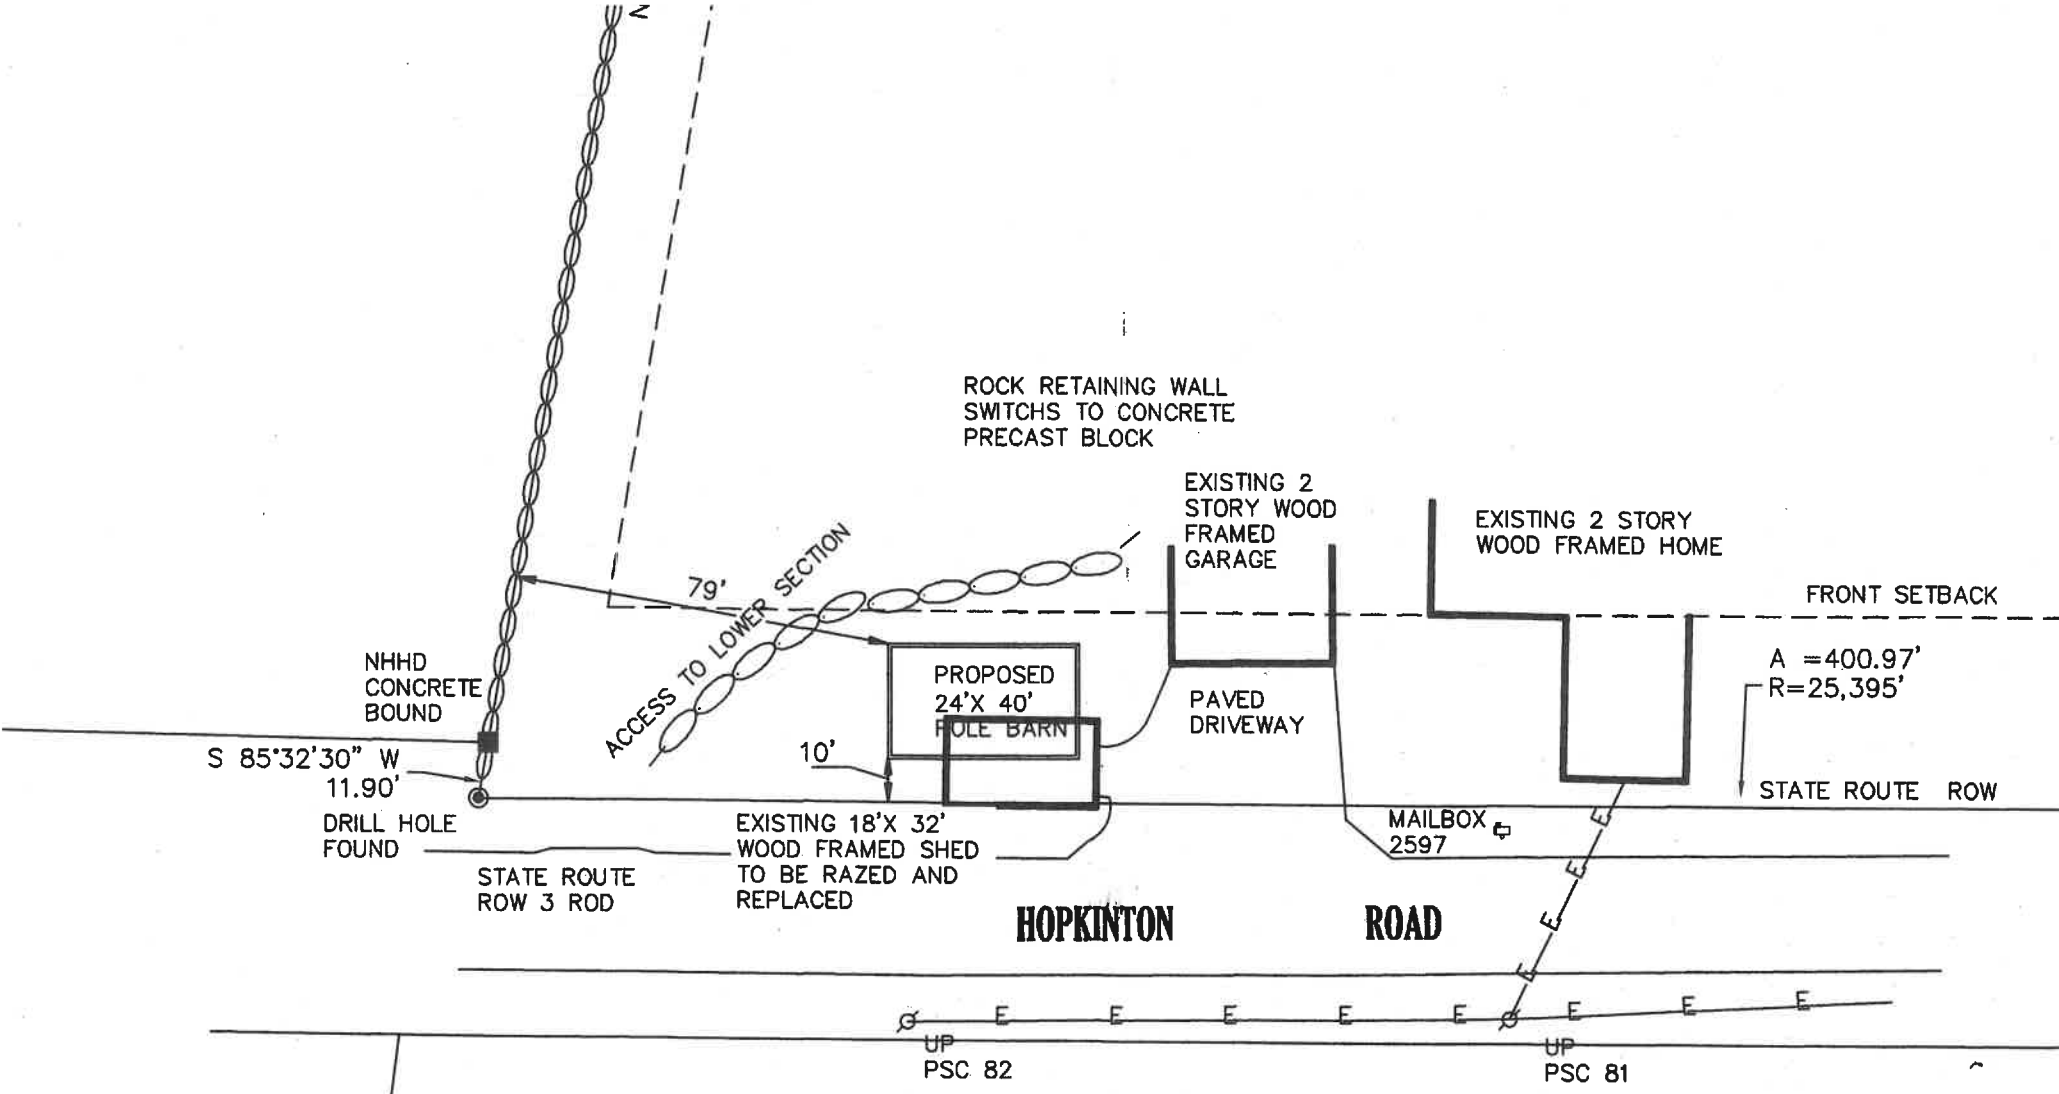 ROCK RETAINING WALL
SWITCHS TO CONCRETE
PRECAST BLOCK
EXISTING 2
STORY WOOD
FRAMED
GARAGE
EXISTING 2 STORY
WOOD FRAMED HOME
FRONT SETBACK
79'
ACCESS TO LOWER SECTION
NHHD
CONCRETE
BOUND
PROPOSED
24'X 40'
POLE BARN
PAVED
DRIVEWAY
A =400.97'
R=25,395'
S 85°32'30" W
11.90'
10'
STATE ROUTE ROW
DRILL HOLE
FOUND
EXISTING 18'X 32'
WOOD FRAMED SHED
TO BE RAZED AND
REPLACED
MAILBOX
2597
STATE ROUTE
ROW 3 ROD
HOPKINTON ROAD
E
E
E
E
E E E E E E E E
UP
PSC 82
UP
PSC 81